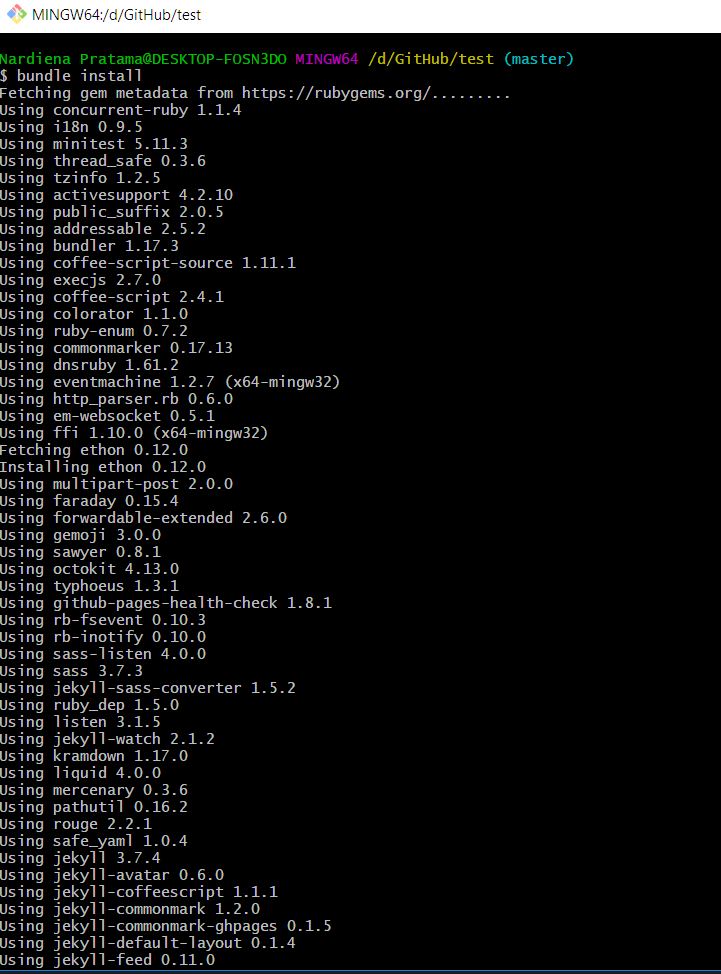 MINGW64:/d/GitHub/test
Nardiena Pratama@DESKTOP-FOSN3DO MINGW64 /d/GitHub/test (master)
$ bundle install
Fetching gem metadata from https://rubygems.org/.........
Using concurrent-ruby 1.1.4
Using i18n 0.9.5
Using minitest 5.11.3
Using thread_safe 0.3.6
Using tzinfo 1.2.5
Using activesupport 4.2.10
Using public_suffix 2.0.5
Using addressable 2.5.2
Using bundler 1.17.3
Using coffee-script-source 1.11.1
Using execjs 2.7.0
Using coffee-script 2.4.1
Using colorator 1.1.0
Using ruby-enum 0.7.2
Using commonmarker 0.17.13
Using dnsruby 1.61.2
Using eventmachine 1.2.7 (x64-mingw32)
Using http_parser.rb 0.6.0
Using em-websocket 0.5.1
Using ffi 1.10.0 (x64-mingw32)
Fetching ethon 0.12.0
Installing ethon 0.12.0
Using multipart-post 2.0.0
Using faraday 0.15.4
Using forwardable-extended 2.6.0
Using gemoji 3.0.0
Using sawyer 0.8.1
Using octokit 4.13.0
Using typhoeus 1.3.1
Using github-pages-health-check 1.8.1
Using rb-fsevent 0.10.3
Using rb-inotify 0.10.0
Using sass-listen 4.0.0
Using sass 3.7.3
Using jekyll-sass-converter 1.5.2
Using ruby_dep 1.5.0
Using listen 3.1.5
Using jekyll-watch 2.1.2
Using kramdown 1.17.0
Using liquid 4.0.0
Using mercenary 0.3.6
Using pathutil 0.16.2
Using rouge 2.2.1
Using safe_yaml 1.0.4
Using jekyll 3.7.4
Using jekyll-avatar 0.6.0
Using jekyll-coffeescript 1.1.1
Using jekyll-commonmark 1.2.0
Using jekyll-commonmark-ghpages 0.1.5
Using jekyll-default-layout 0.1.4
Using jekyll-feed 0.11.0